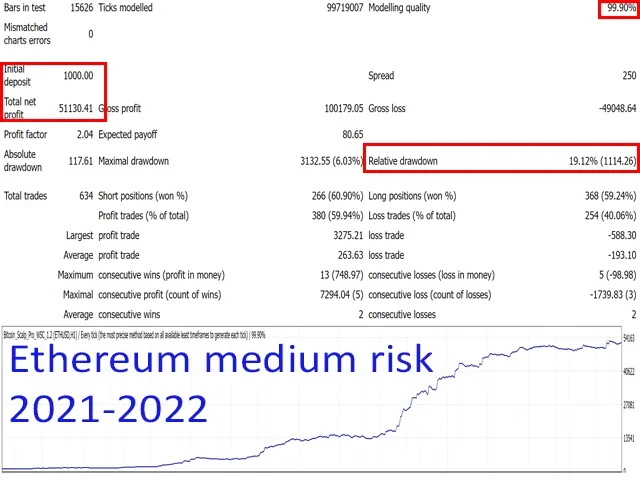 Bars in test 15626 Ticks modelled 99719007 Modelling quality 99.90%
Mismatched
charts errors 0
Initial
deposit 1000.00 Spread 250
Total net
profit 51130.41 Gross profit 100179.05 Gross loss -49048.64
Profit factor 2.04 Expected payoff 80.65
Absolute
drawdown 117.61 Maximal drawdown 3132.55 (6.03%) Relative drawdown 19.12% (1114.26)
Total trades 634 Short positions (won %) 266 (60.90%) Long positions (won %) 368 (59.24%)
Profit trades (% of total) 380 (59.94%) Loss trades (% of total) 254 (40.06%)
Largest profit trade 3275.21 loss trade -588.30
Average profit trade 263.63 loss trade -193.10
Maximum consecutive wins (profit in money) 13 (748.97) consecutive losses (loss in money) 5 (-98.98)
Maximal consecutive profit (count of wins) 7294.04 (5) consecutive loss (count of losses) -1739.83 (3)
Average consecutive wins 2 consecutive losses 2
Bitcoin_Scalp_Pro_WSC_1.2 (ETHUSD,H1) / Every tick (the most precise method based on all available least timeframes to generate each tick) / 99.90%
54163
Ethereum medium risk
40622
2021-2022
27081
13541
0